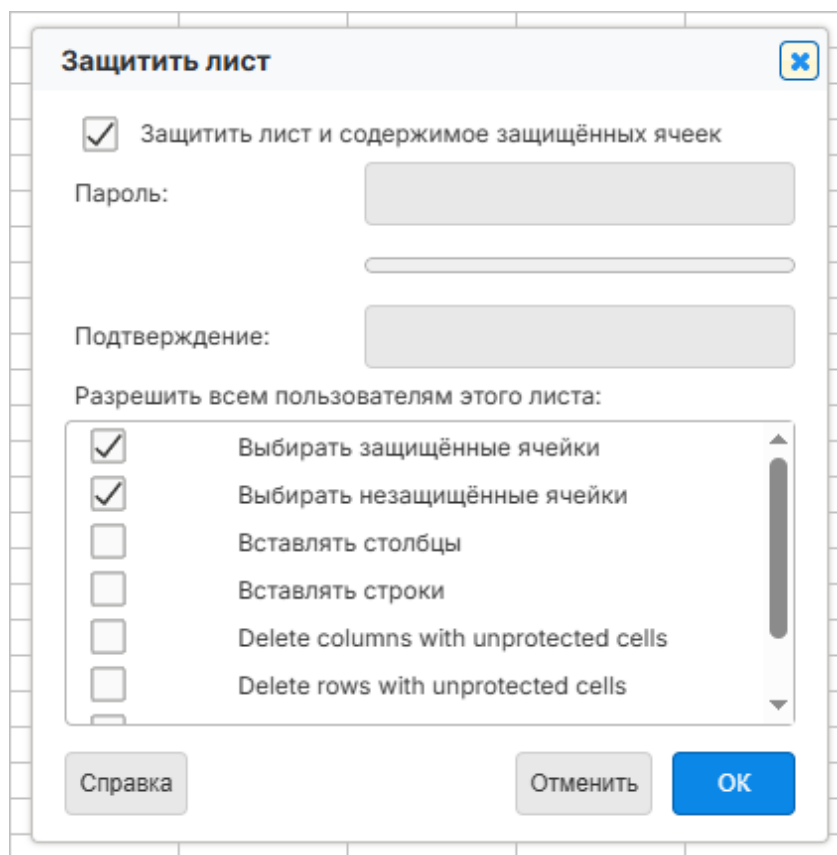 Защитить лист
Защитить лист и содержимое защищённых ячеек
Пароль:
Подтверждение:
Разрешить всем пользователям этого листа:
Выбирать защищённые ячейки
Выбирать незащищённые ячейки
Вставлять столбцы
Вставлять строки
Delete columns with unprotected cells
Delete rows with unprotected cells
Справка Отменить ОК